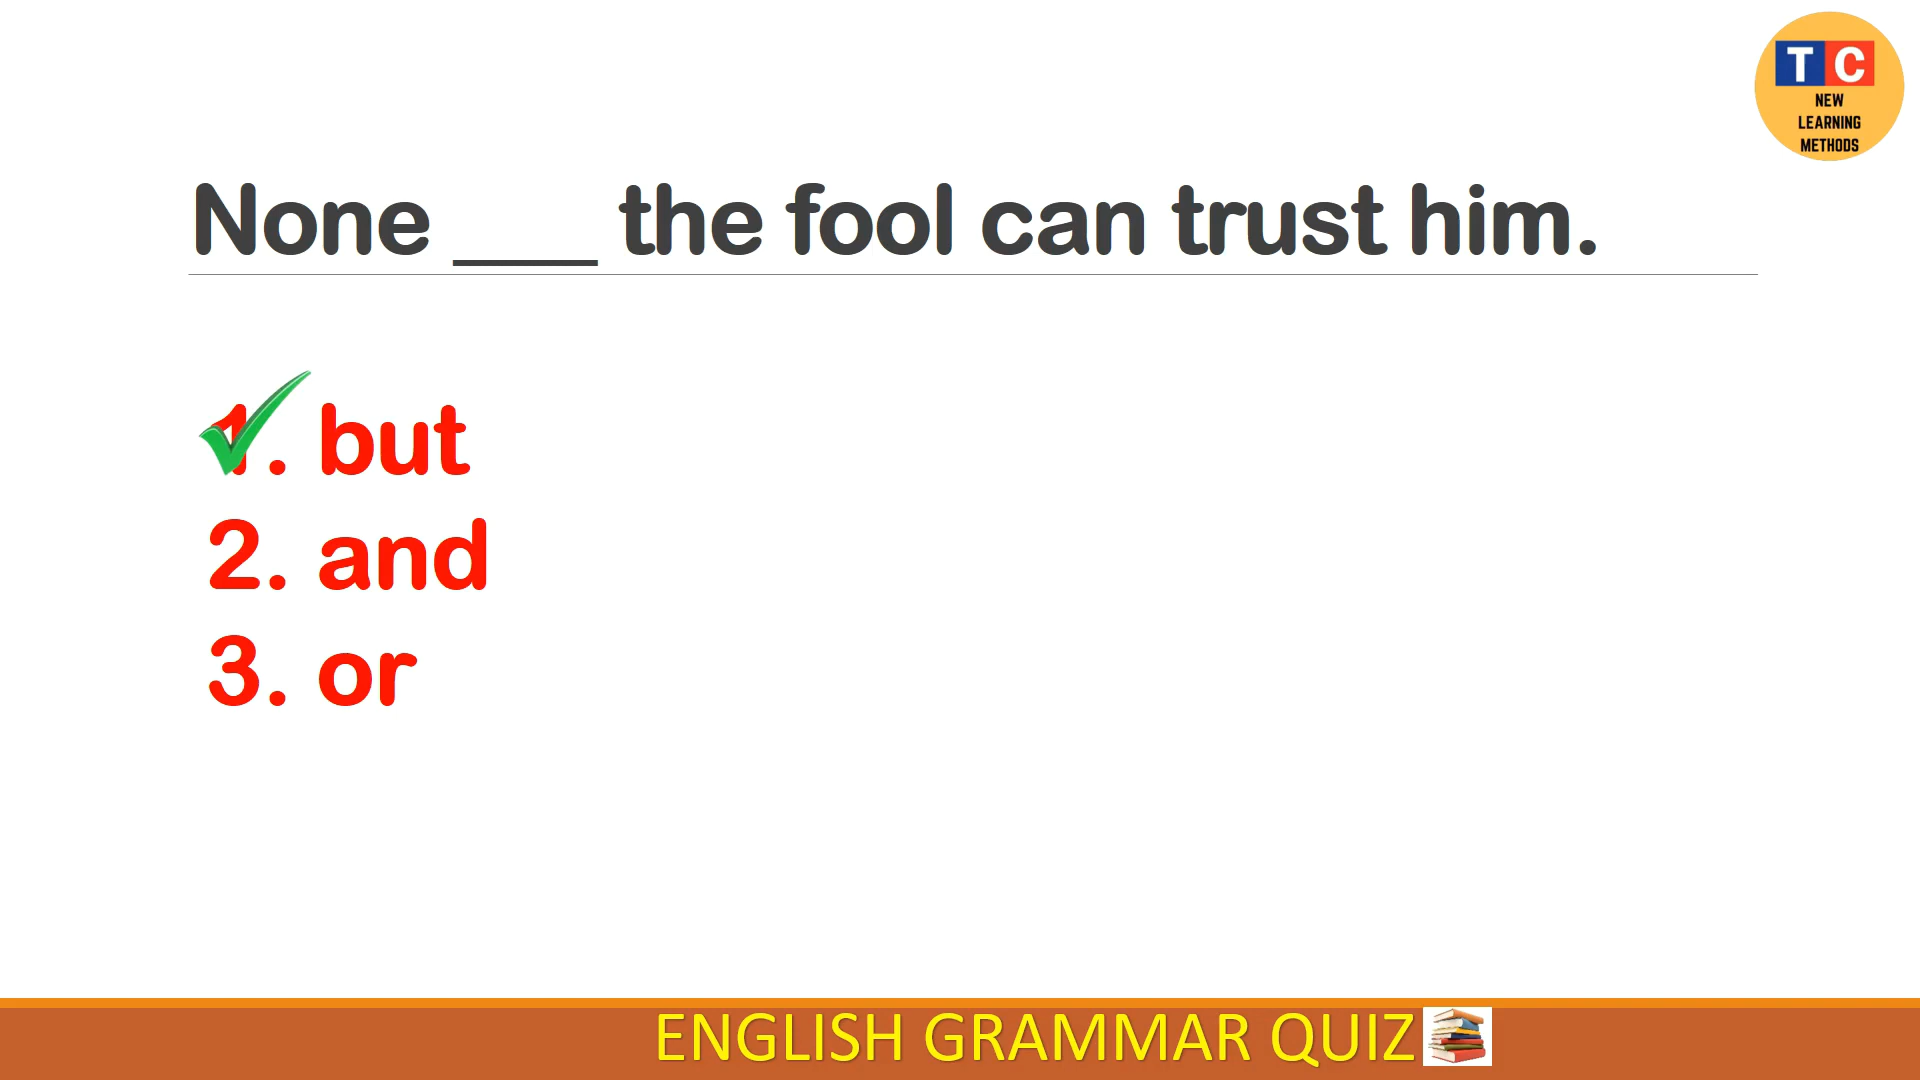 T C
NEW
LEARNING
METHODS
None ___ the fool can trust him.
1. but
2. and
3. or
ENGLISH GRAMMAR QUIZ